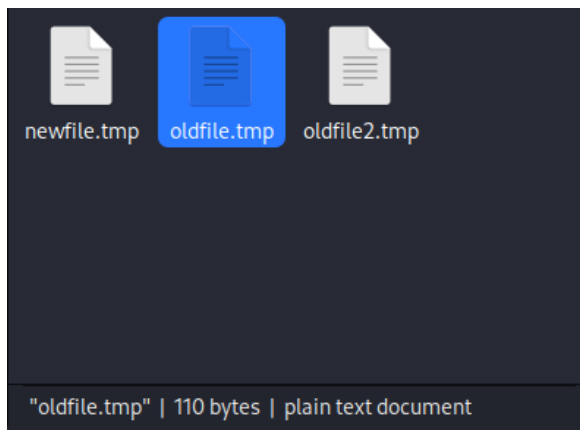 newfile.tmp
oldfile.tmp
oldfile2.tmp
"oldfile.tmp" | 110 bytes | plain text document